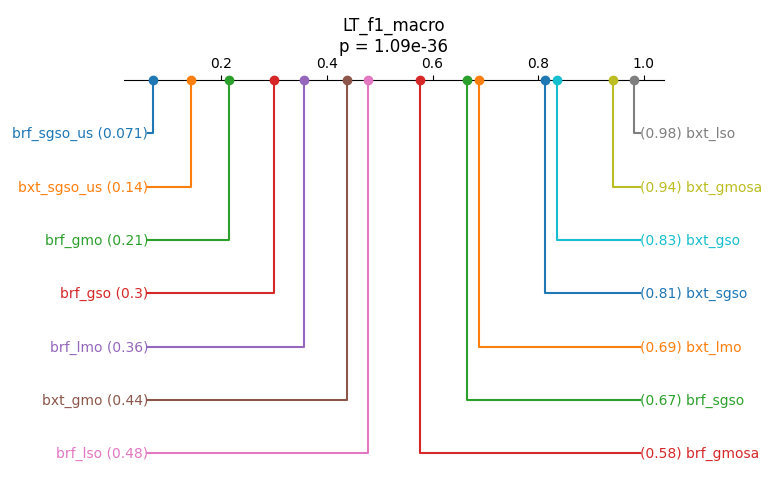 LT_f1_macro
p = 1.09e-36
0.2 0.4 0.6 0.8 1.0
brf_sgso_us (0.071) (0.98) bxt_lso
bxt_sgso_us (0.14) (0.94) bxt_gmosa
brf_gmo (0.21) (0.83) bxt_gso
brf_gso (0.3) (0.81) bxt_sgso
brf_lmo (0.36) (0.69) bxt_lmo
bxt_gmo (0.44) (0.67) brf_sgso
brf_lso (0.48) (0.58) brf_gmosa